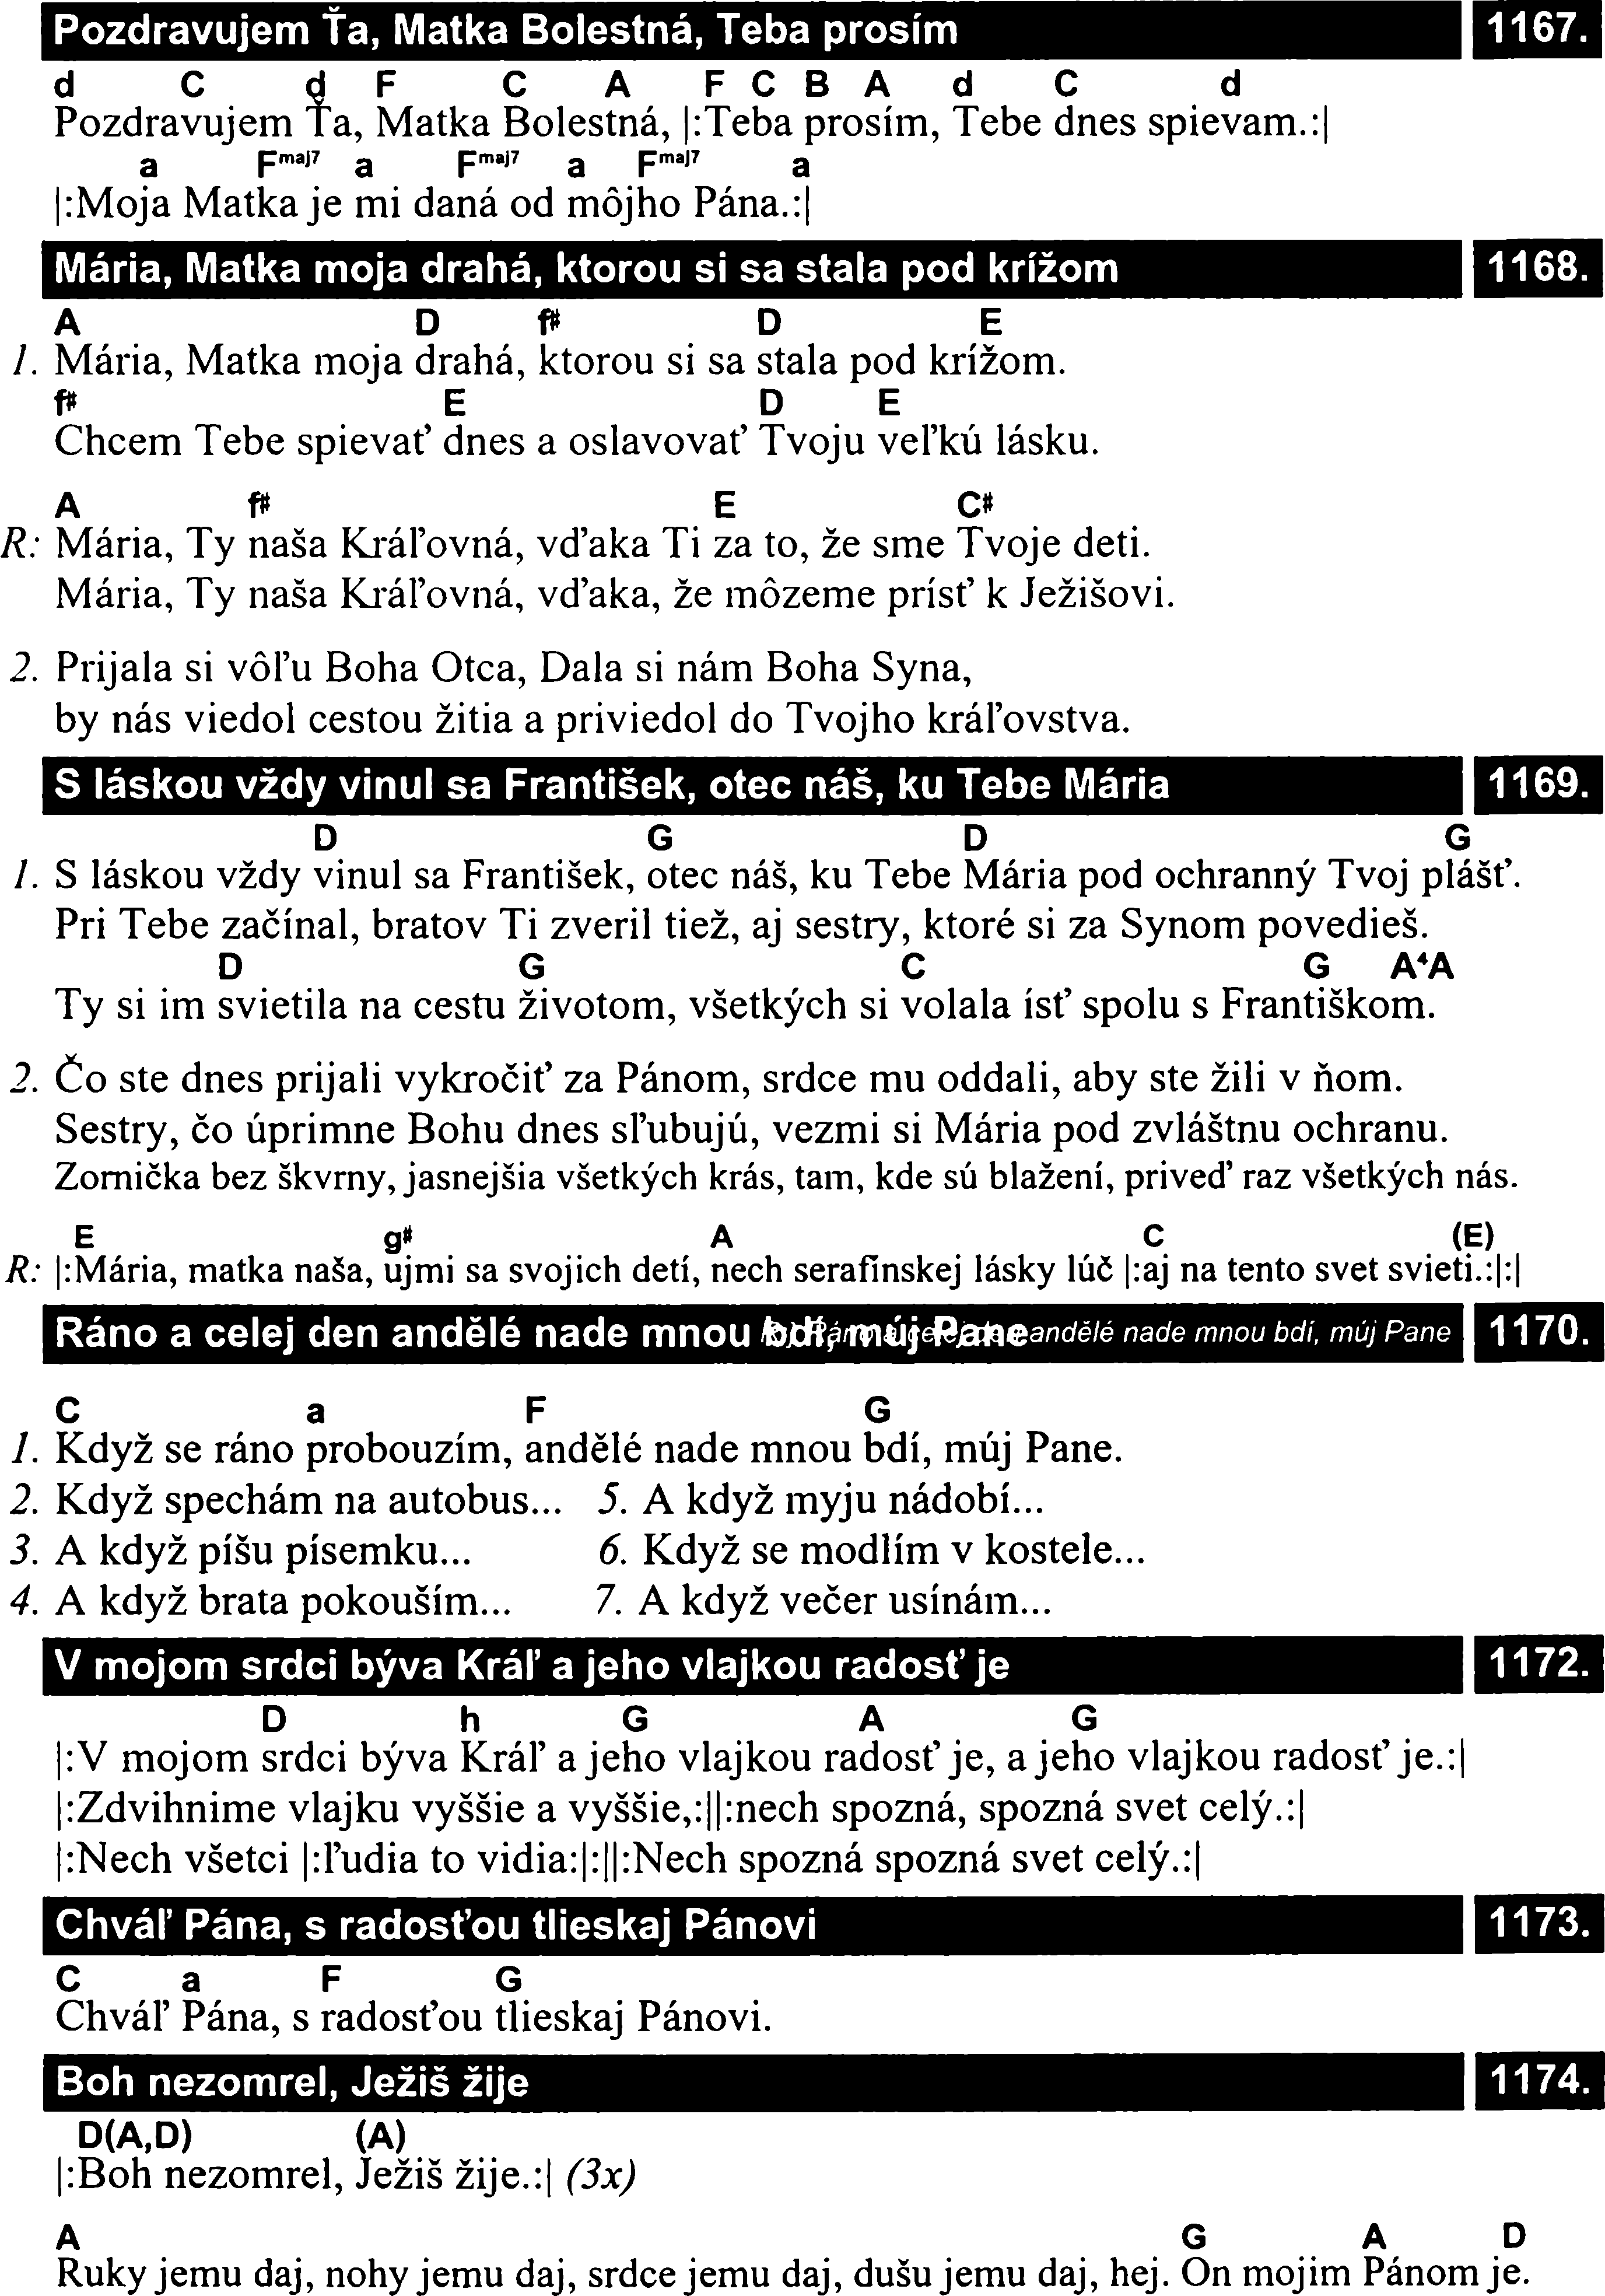 Pozdravujem Ťa, Matka Bolestná, Teba prosím 1167.
d C d F C A F C B A d C d
Pozdravujem Ťa, Matka Bolestná, |:Teba prosím, Tebe dnes spievam.:|
a Fmaj7 a Fmaj7 a Fmaj7 a
|:Moja Matka je mi daná od môjho Pána.:|
Mária, Matka moja drahá, ktorou si sa stala pod krížom 1168.
A D f# D E
1. Mária, Matka moja drahá, ktorou si sa stala pod krížom.
f# E D E
Chcem Tebe spievať dnes a oslavovať Tvoju veľkú lásku.
A f# E C#
R: Mária, Ty naša Kráľovná, vďaka Ti za to, že sme Tvoje deti.
Mária, Ty naša Kráľovná, vďaka, že môzeme prísť k Ježišovi.
2. Prijala si vôľu Boha Otca, Dala si nám Boha Syna,
by nás viedol cestou žitia a priviedol do Tvojho kráľovstva.
S láskou vždy vinul sa František, otec náš, ku Tebe Mária 1169.
D G D G
1. S láskou vždy vinul sa František, otec náš, ku Tebe Mária pod ochranný Tvoj plášť.
Pri Tebe začínal, bratov Ti zveril tiež, aj sestry, ktoré si za Synom povedieš.
D G C G A⁴A
Ty si im svietila na cestu životom, všetkých si volala ísť spolu s Františkom.
2. Čo ste dnes prijali vykročiť za Pánom, srdce mu oddali, aby ste žili v ňom.
Sestry, čo úprimne Bohu dnes sľubujú, vezmi si Mária pod zvláštnu ochranu.
Zornička bez škvrny, jasnejšia všetkých krás, tam, kde sú blažení, priveď raz všetkých nás.
E g# A C (E)
R: |:Mária, matka naša, ujmi sa svojich detí, nech serafínskej lásky lúč |:aj na tento svet svieti.:|:|
Ráno a celej den andělé nade mnou bdí, múj Pane Ráno a celej den andělé nade mnou bdí, múj Pane 1170.
C a F G
1. Když se ráno probouzím, andělé nade mnou bdí, múj Pane.
2. Když spechám na autobus... 5. A když myju nádobí...
3. A když píšu písemku... 6. Když se modlím v kostele...
4. A když brata pokouším... 7. A když večer usínám...
V mojom srdci býva Kráľ a jeho vlajkou radosť je 1172.
D h G A G
|:V mojom srdci býva Kráľ a jeho vlajkou radosť je, a jeho vlajkou radosť je.:|
|:Zdvihnime vlajku vyššie a vyššie,:||:nech spozná, spozná svet celý.:|
|:Nech všetci |:ľudia to vidia:|:||:Nech spozná spozná svet celý.:|
Chváľ Pána, s radosťou tlieskaj Pánovi 1173.
C a F G
Chváľ Pána, s radosťou tlieskaj Pánovi.
Boh nezomrel, Ježiš žije 1174.
D(A,D) (A)
|:Boh nezomrel, Ježiš žije.:| (3x)
A G A D
Ruky jemu daj, nohy jemu daj, srdce jemu daj, dušu jemu daj, hej. On mojim Pánom je.